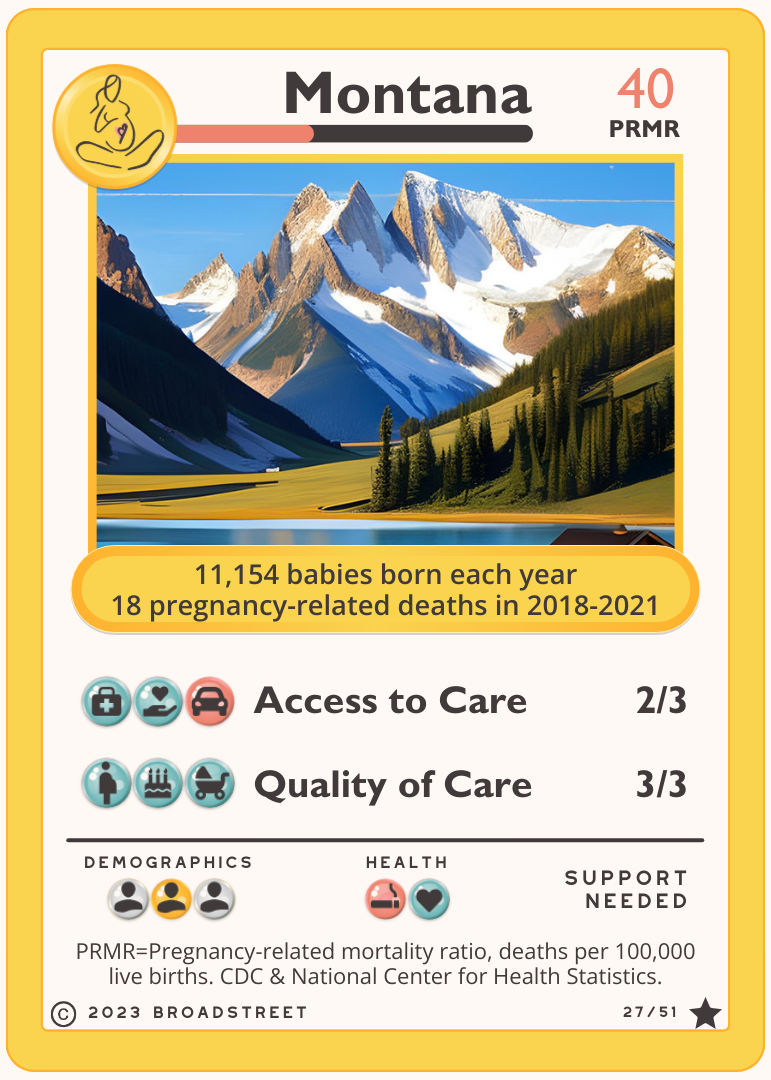 Montana
40
PRMR
11,154 babies born each year
18 pregnancy-related deaths in 2018-2021
Access to Care 2/3
Quality of Care 3/3
DEMOGRAPHICS
HEALTH
SUPPORT
NEEDED
PRMR=Pregnancy-related mortality ratio, deaths per 100,000
live births. CDC & National Center for Health Statistics.
© 2023 BROADSTREET 27/51